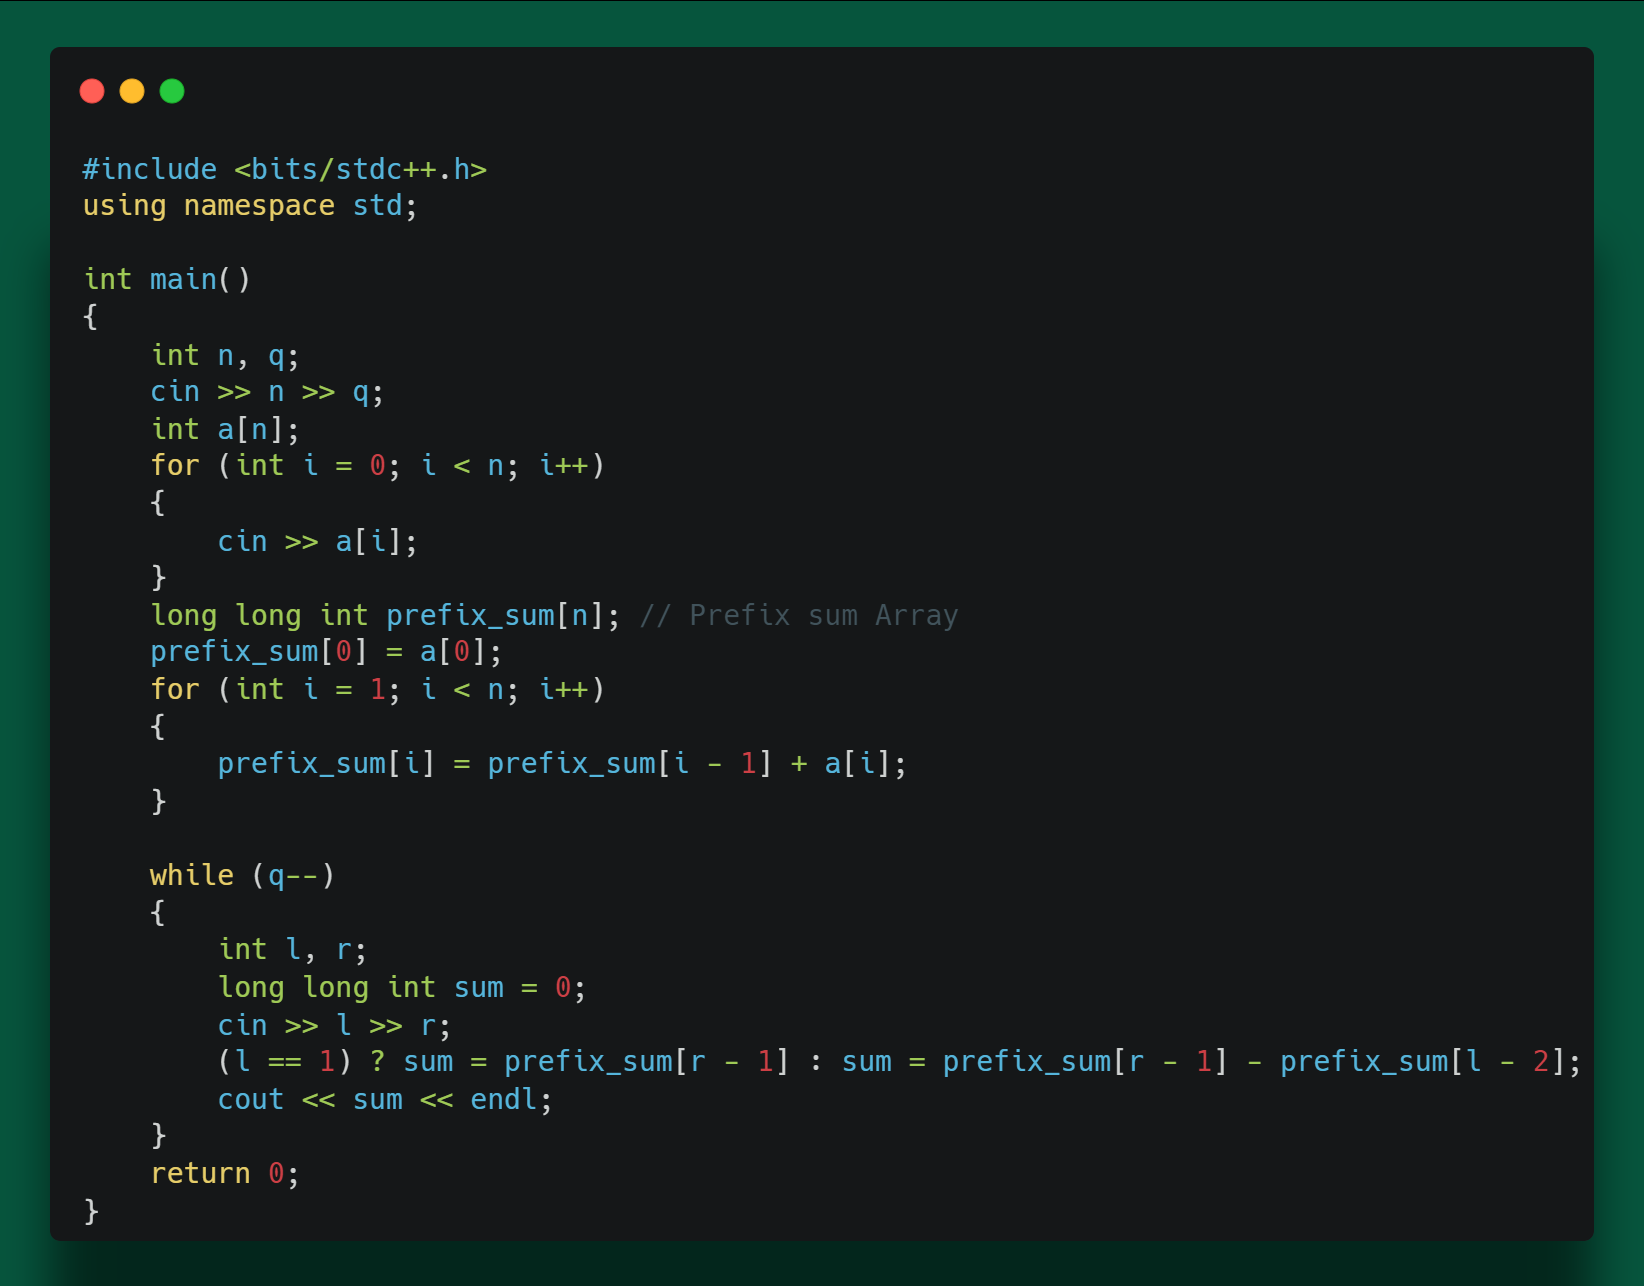 #include <bits/stdc++.h>
using namespace std;

int main()
{
    int n, q;
    cin >> n >> q;
    int a[n];
    for (int i = 0; i < n; i++)
    {
        cin >> a[i];
    }
    long long int prefix_sum[n]; // Prefix sum Array
    prefix_sum[0] = a[0];
    for (int i = 1; i < n; i++)
    {
        prefix_sum[i] = prefix_sum[i - 1] + a[i];
    }

    while (q--)
    {
        int l, r;
        long long int sum = 0;
        cin >> l >> r;
        (l == 1) ? sum = prefix_sum[r - 1] : sum = prefix_sum[r - 1] - prefix_sum[l - 2];
        cout << sum << endl;
    }
    return 0;
}